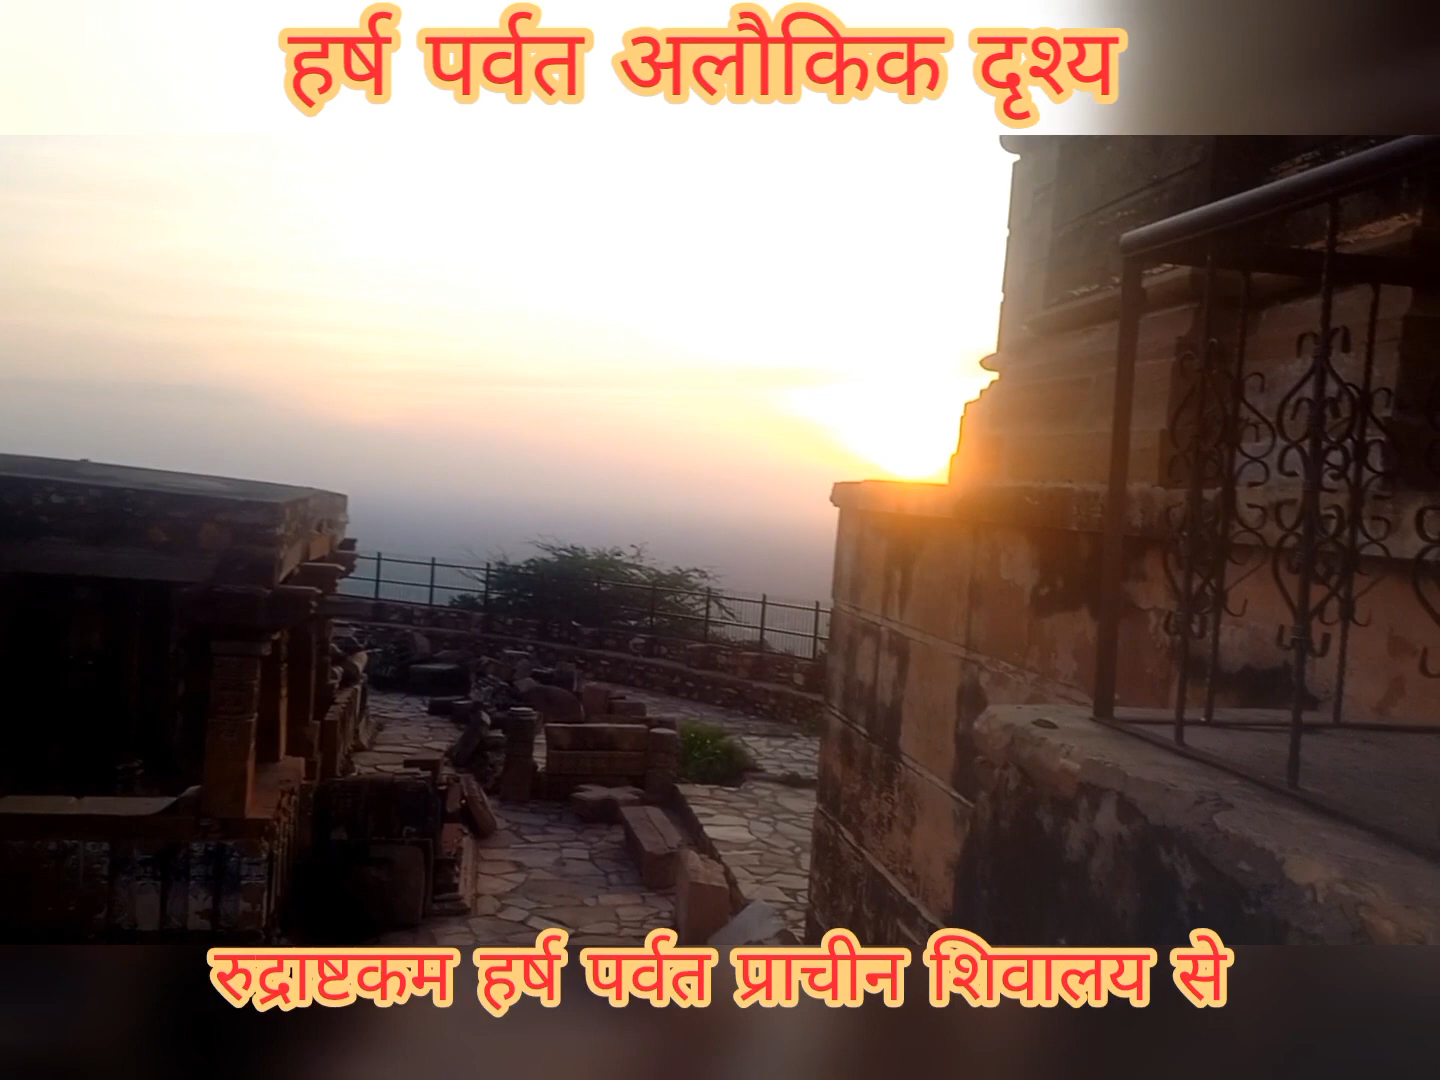 हर्ष पर्वत अलौकिक दृश्य
रुद्राष्टकम हर्ष पर्वत प्राचीन शिवालय से